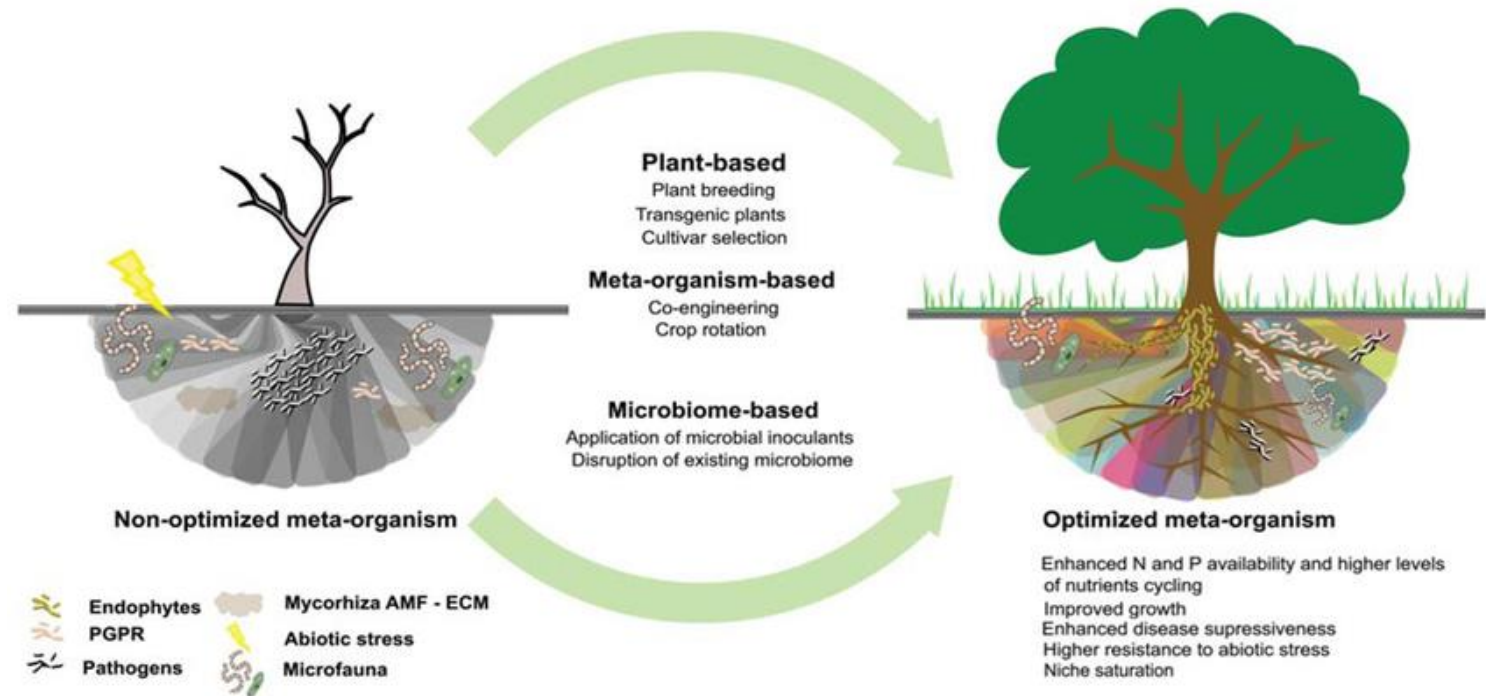 Plant-based
Plant breeding
Transgenic plants
Cultivar selection
Meta-organism-based
Co-engineering
Crop rotation
Microbiome-based
Application of microbial inoculants
Disruption of existing microbiome
Non-optimized meta-organism
Endophytes
PGPR
Pathogens
Mycorhiza AMF - ECM
Abiotic stress
Microfauna
Optimized meta-organism
Enhanced N and P availability and higher levels
of nutrients cycling
Improved growth
Enhanced disease supressiveness
Higher resistance to abiotic stress
Niche saturation